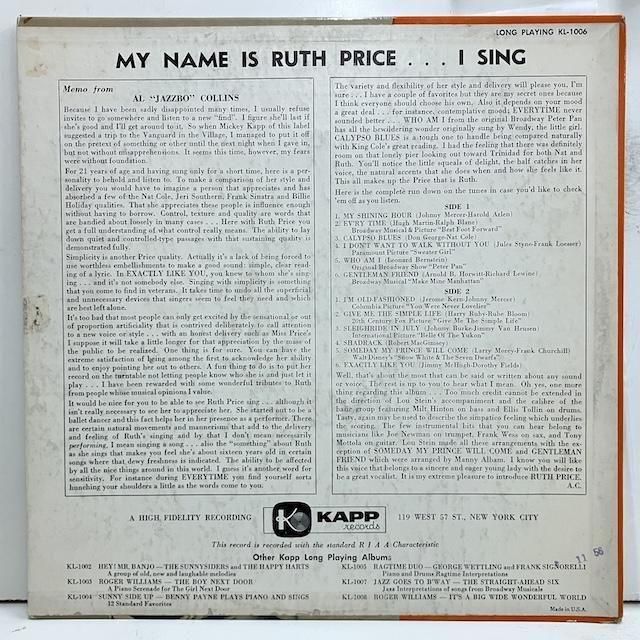 LONG PLAYING KL-1006
MY NAME IS RUTH PRICE . . . I SING
Memo from
AL "JAZZBO" COLLINS
Because I have been sadly disappointed many times, I usually refuse
invites to go somewhere and listen to a new "find". I figure she'll last if
she's good and I'll get around to it. So when Mickey Kapp of this label
suggested a trip to the Vanguard in the Village, I managed to put it off
on the pretext of something or other until the next night when I gave in,
but not without misapprehensions. It seems this time, however, my fears
were without foundation.
For 21 years of age and having sung only for a short time, here is a per-
sonality to behold and listen to. To make a comparison of her style and
delivery you would have to imagine a person that appreciates and has
absorbed a few of the Nat Cole, Jeri Southern, Frank Sinatra and Billie
Holiday qualities. That she appreciates these people is influence enough
without having to borrow. Control, texture and quality are words that
are bandied about loosely in many cases . . . Here with Ruth Price you
get a full understanding of what control really means. The ability to lay
down quiet and controlled-type passages with that sustaining quality is
demonstrated fully.
Simplicity is another Price quality. Actually it's a lack of being forced to
use worthless embellishments to make a good sound: simple, clear read-
ing of a lyric. In EXACTLY LIKE YOU, you knew to whom she's sing-
ing . . . and it's not somebody else. Singing with simplicity is something
that you come to find in veterans. It takes time to undo all the superficial
and unnecessary devices that singers seem to feel they need and which
are best left alone.
It's too bad that most people can only get excited by the sensational or out
of proportion artificiality that is contrived deliberately to call attention
to a new voice or style . . . with an honest delivery such as Miss Price's
I suppose it will take a little longer for that appreciation by the mass of
the public to be realized. One thing is for sure. You can have the
extreme satisfaction of being among the first to acknowledge her ability
and to enjoy pointing her out to others. A fun thing to do is to put her
record on the turntable not letting people know who she is and just let it
play . . . I have been rewarded with some wonderful tributes to Ruth
from people whose musical opinions I value.
It would be nice for you to be able to see Ruth Price sing . . . although it
isn't really necessary to see her to appreciate her. She started out to be a
ballet dancer and this fact helps her in her presence as a performer. There
are certain natural movements and mannerisms that add to the delivery
and feeling of Ruth's singing and by that I don't mean necessarily
performing, I mean singing a song . . . also the "something" about Ruth
as she sings that makes you feel she's about sixteen years old in certain
songs where that dewy freshness is indicated. The ability to be affected
by all the nice things around in this world. I guess it's another word for
sensitivity. For instance during EVERYTIME you find yourself sorta
hunching your shoulders a little as the words come to you.
The variety and flexibility of her style and delivery will please you, I'm
sure . . . I have a couple of favorites but they are my secret ones because
I think everyone should choose his own. Also it depends on your mood
a great deal . . . for instance, contemplative mood; EVERYTIME never
sounded better . . . WHO AM I from the original Broadway Peter Pan
has all the bewildering wonder originally sung by Wendy, the little girl.
CALYPSO BLUES is a tough one to handle being compared naturally
with King Cole's great reading. I had the feeling that there was definitely
room on that lonely pier looking out toward Trinidad for both Nat and
Ruth. You'll notice the little squeals of delight, the half catches in her
voice, the natural accents that she does when and how she feels like it.
This all makes up the Price that is Ruth.
Here is the complete run down on the tunes in case you'd like to check
'em off as you listen.
SIDE 1
1. MY SHINING HOUR (Johnny Mercer-Harold Arlen)
2. EV'RY TIME (Hugh Martin-Ralph Blane)
Broadway Musical & Picture "Best Foot Forward"
3. CALYPSO BLUES (Don George-Nat Cole)
4. I DON'T WANT TO WALK WITHOUT YOU (Jules Styne-Frank Loesser)
Paramount Picture "Sweater Girl"
5. WHO AM I (Leonard Bernstein)
Original Broadway Show "Peter Pan"
6. GENTLEMAN FRIEND (Arnold B. Horwitt-Richard Lewine)
Broadway Musical "Make Mine Manhattan"
SIDE 2
1. I'M OLD-FASHIONED (Jerome Kern-Johnny Mercer)
Columbia Picture "You Were Never Lovelier"
2. GIVE ME THE SIMPLE LIFE (Harry Ruby-Rube Bloom)
20th Century-Fox Picture "Give Me The Simple Life"
3. SLEIGHRIDE IN JULY (Johnny Burke-Jimmy Van Heusen)
International Picture "Belle Of The Yukon"
4. SHADRACK (Robert MacGimsey)
5. SOMEDAY MY PRINCE WILL COME (Larry Morey-Frank Churchill)
Walt Disney's "Snow White & The Seven Dwarfs"
6. EXACTLY LIKE YOU (Jimmy McHugh-Dorothy Fields)
Well, that's about the most that can be said or written about any sound
or voice. The rest is up to you to hear what I mean. Oh yes, one more
thing regarding this album . . . Too much credit cannot be extended in
the direction of Lou Stein's accompaniment and the calibre of the
basic group featuring Milt Hinton on bass and Ellis Tollin on drums.
Tasty, again may be used to describe the simpatico feeling which underlies
the scoring. The few instrumental bits that you can hear belong to
musicians like Joe Newman on trumpet, Frank Wess on sax, and Tony
Mottola on guitar. Lou Stein made all these arrangements, with the ex-
ception of SOMEDAY MY PRINCE WILL COME and GENTLEMAN
FRIEND which were arranged by Manny Albam. I know you will like
this voice that belongs to a sincere and eager young lady with the desire to
be a great vocalist. It is my extreme pleasure to introduce RUTH PRICE.
A.C.
A HIGH FIDELITY RECORDING K KAPP records 119 WEST 57 ST., NEW YORK CITY
This record is recorded with the standard R I A A Characteristic
Other Kapp Long Playing Albums
KL-1002 HEY! MR. BANJO — THE SUNNYSIDERS and THE HAPPY HARTS
A group of old, new and laughable melodies
KL-1003 ROGER WILLIAMS — THE BOY NEXT DOOR
A Piano Serenade for The Girl Next Door
KL-1004 SUNNY SIDE UP — BENNY PAYNE PLAYS PIANO AND SINGS
12 Standard Favorites
KL-1005 RAGTIME DUO — GEORGE WETTLING and FRANK SIGNORELLI
Piano and Drums Ragtime Interpretations
KL-1007 JAZZ GOES TO B'WAY — THE STRAIGHT-AHEAD SIX
Jazz Interpretations of songs from Broadway Musicals
KL-1008 ROGER WILLIAMS — IT'S A BIG WIDE WONDERFUL WORLD
11 56
Made in U.S.A.